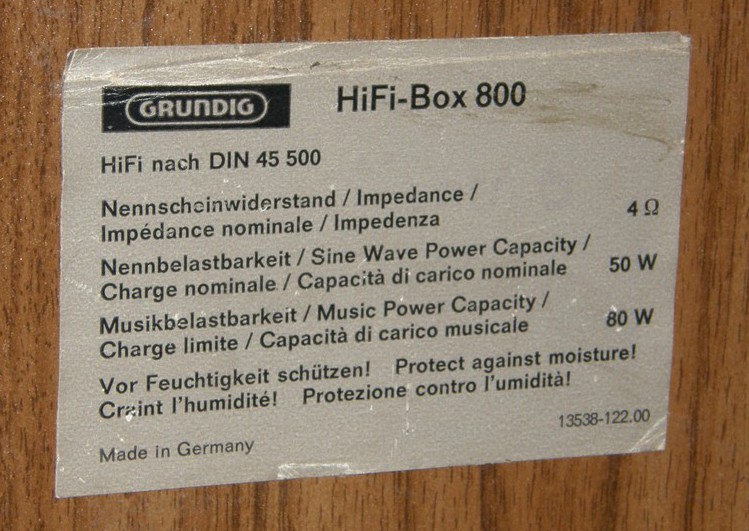 GRUNDIG HiFi-Box 800
HiFi nach DIN 45 500
Nennscheinwiderstand / Impedance /
Impédance nominale / Impedenza 4 Ω
Nennbelastbarkeit / Sine Wave Power Capacity /
Charge nominale / Capacità di carico nominale 50 W
Musikbelastbarkeit / Music Power Capacity /
Charge limite / Capacità di carico musicale 80 W
Vor Feuchtigkeit schützen! Protect against moisture!
Craint l'humidité! Protezione contro l'umidità!
13538-122.00
Made in Germany